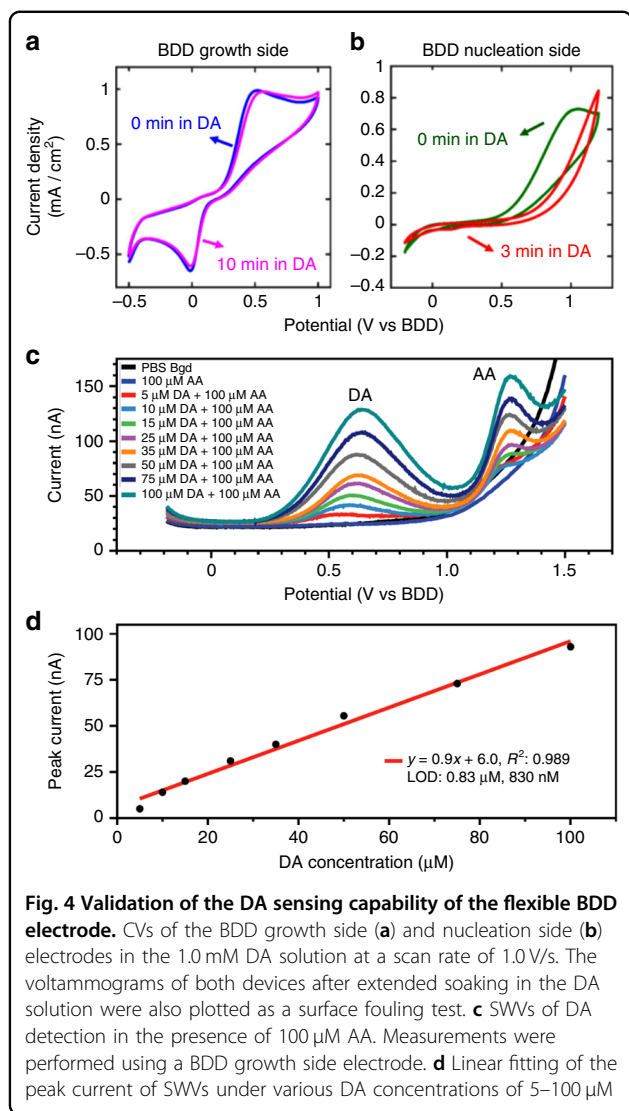 a
BDD growth side
b
BDD nucleation side
Current density
(mA / cm²)
1
0.5
0
−0.5
0 min in DA
10 min in DA
−0.5 0 0.5 1
0.8
0.6
0.4
0.2
0
−0.2
−0.4
0 min in DA
3 min in DA
0 0.5 1
Potential (V vs BDD)
c
Current (nA)
150
100
50
0
PBS Bgd
100 μM AA
5 μM DA + 100 μM AA
10 μM DA + 100 μM AA
15 μM DA + 100 μM AA
25 μM DA + 100 μM AA
35 μM DA + 100 μM AA
50 μM DA + 100 μM AA
75 μM DA + 100 μM AA
100 μM DA + 100 μM AA
DA
AA
0 0.5 1.0 1.5
Potential (V vs BDD)
d
Peak current (nA)
100
75
50
25
0
y = 0.9x + 6.0, R²: 0.989
LOD: 0.83 μM, 830 nM
0 20 40 60 80 100
DA concentration (μM)
Fig. 4 Validation of the DA sensing capability of the flexible BDD
electrode. CVs of the BDD growth side (a) and nucleation side (b)
electrodes in the 1.0 mM DA solution at a scan rate of 1.0 V/s. The
voltammograms of both devices after extended soaking in the DA
solution were also plotted as a surface fouling test. c SWVs of DA
detection in the presence of 100 μM AA. Measurements were
performed using a BDD growth side electrode. d Linear fitting of the
peak current of SWVs under various DA concentrations of 5–100 μM